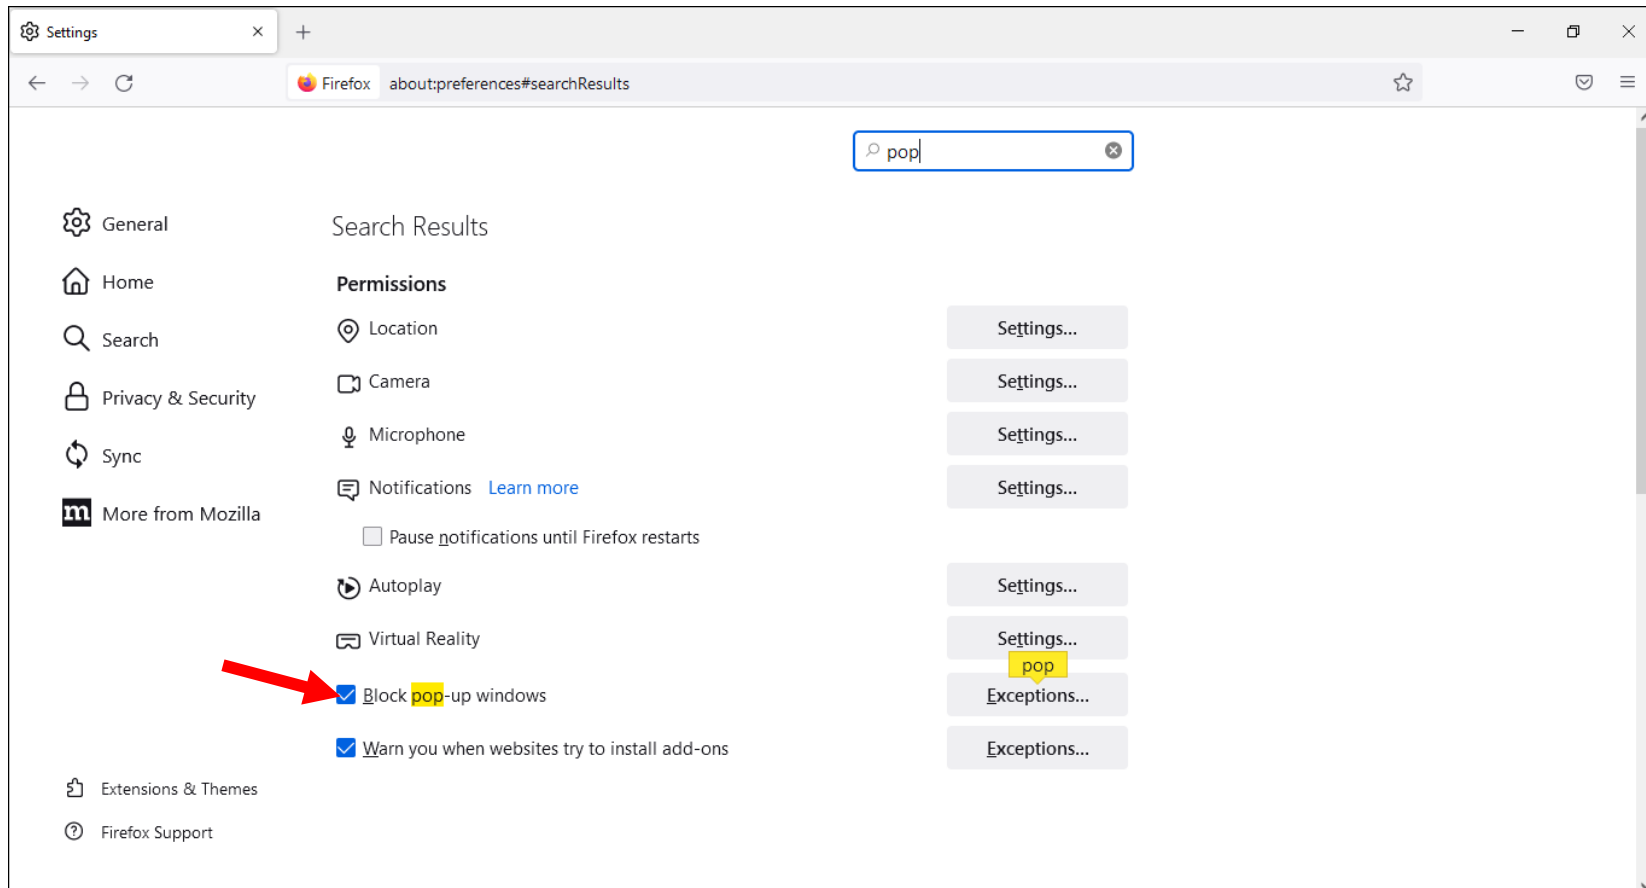 Settings
Firefox about:preferences#searchResults
pop
General
Home
Search
Privacy & Security
Sync
More from Mozilla
Search Results
Permissions
Location Settings...
Camera Settings...
Microphone Settings...
Notifications Learn more Settings...
Pause notifications until Firefox restarts
Autoplay Settings...
Virtual Reality Settings...
pop
Block pop-up windows Exceptions...
Warn you when websites try to install add-ons Exceptions...
Extensions & Themes
Firefox Support